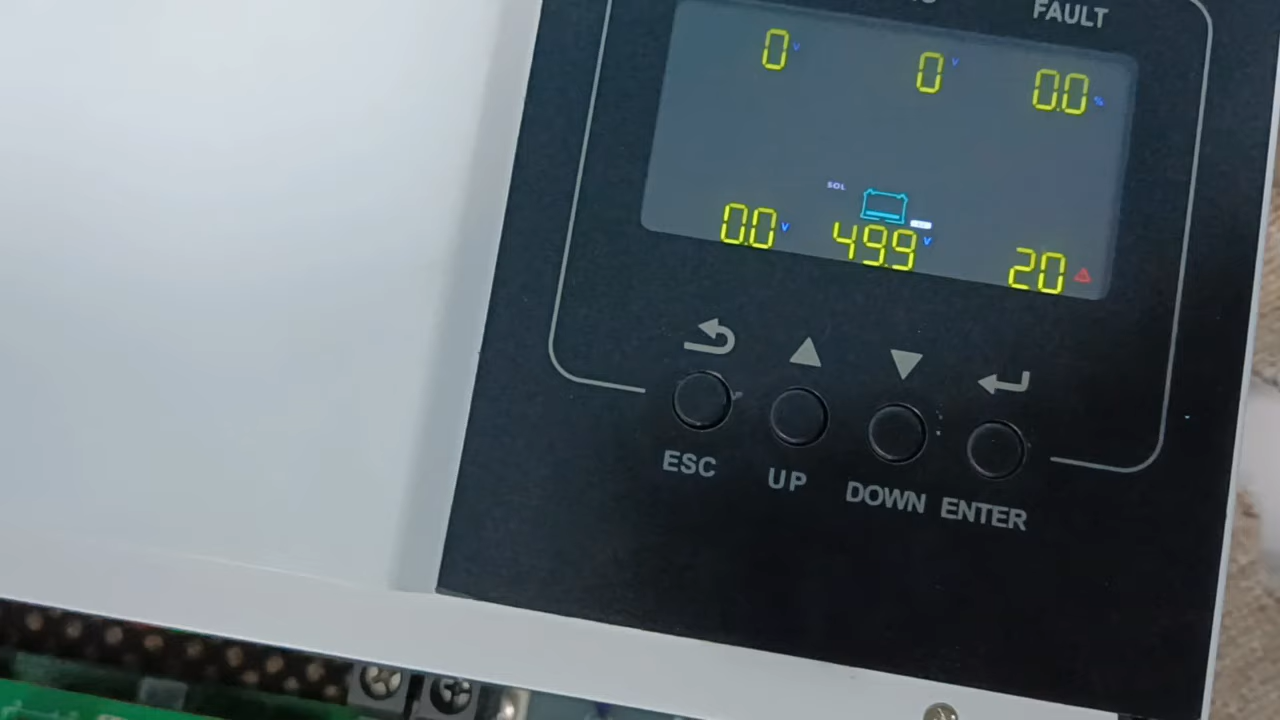 FAULT
0 v 0 v 0.0 %
SOL
0.0 v 49.9 v 20
ESC UP DOWN ENTER